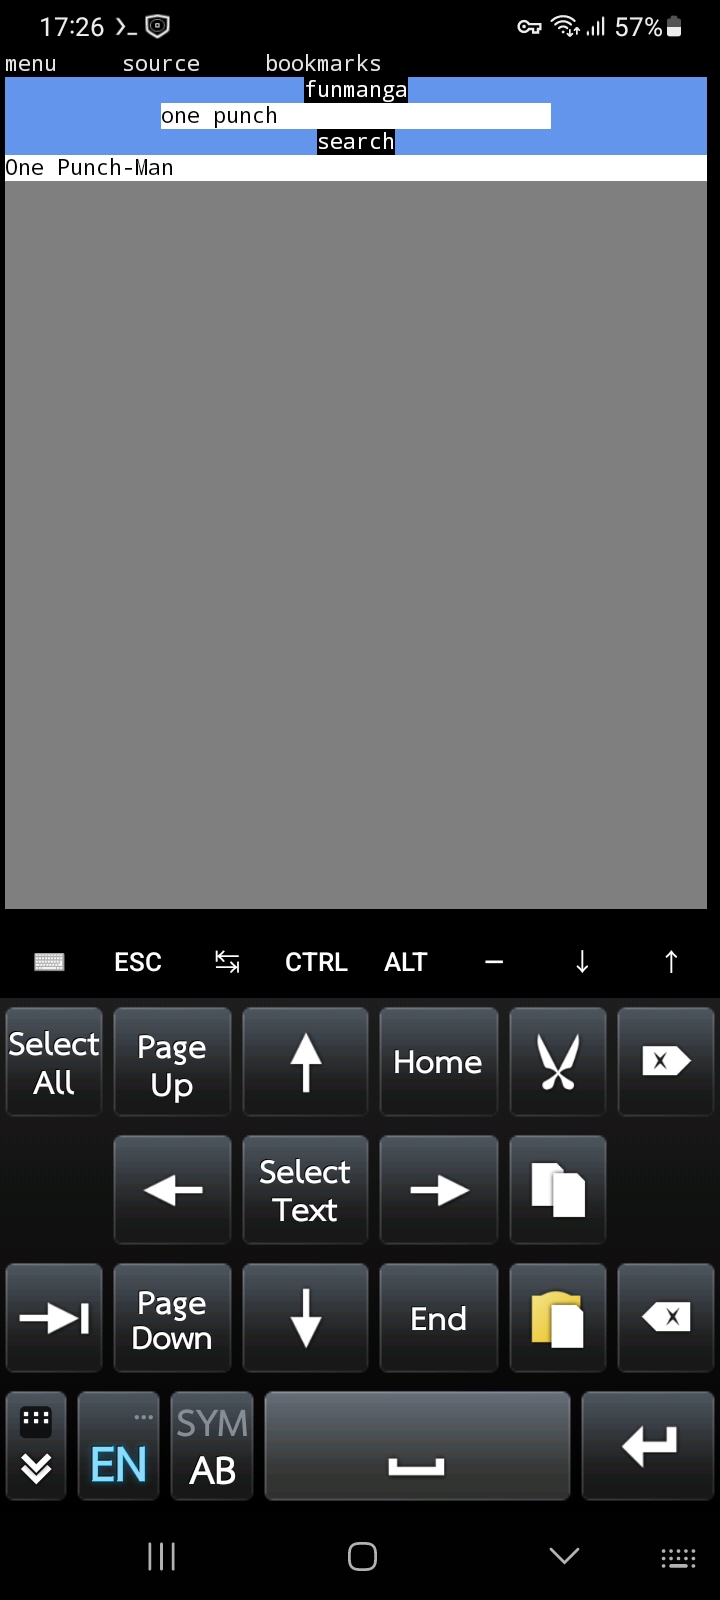 17:26 57%
menu source bookmarks
funmanga
one punch
search
One Punch-Man
ESC CTRL ALT
Select All Page Up Home
Select Text
Page Down End
EN SYM AB